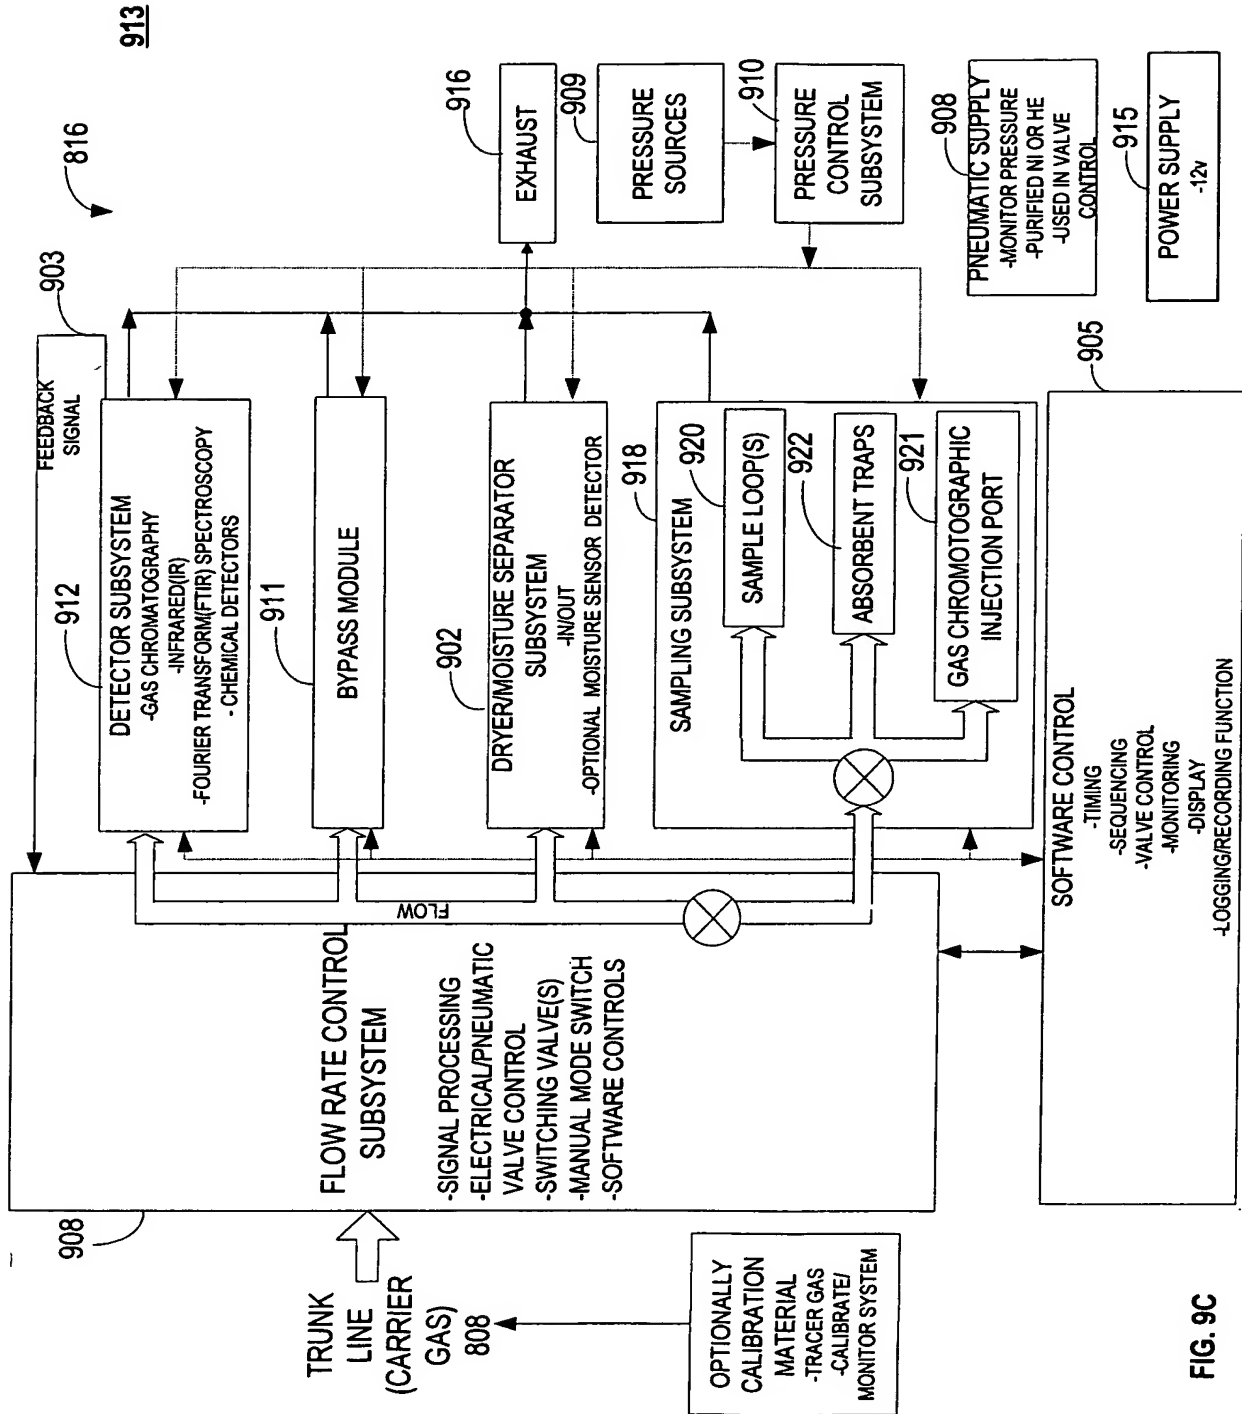 913
816
903
FEEDBACK
SIGNAL
912
DETECTOR SUBSYSTEM
-GAS CHROMATOGRAPHY
-INFRARED(IR)
-FOURIER TRANSFORM(FTIR) SPECTROSCOPY
- CHEMICAL DETECTORS
911
BYPASS MODULE
902
DRYER/MOISTURE SEPARATOR
SUBSYSTEM
-IN/OUT
-OPTIONAL MOISTURE SENSOR DETECTOR
918
SAMPLING SUBSYSTEM
920
SAMPLE LOOP(S)
922
ABSORBENT TRAPS
921
GAS CHROMOTOGRAPHIC
INJECTION PORT
916
EXHAUST
909
PRESSURE
SOURCES
910
PRESSURE
CONTROL
SUBSYSTEM
908
PNEUMATIC SUPPLY
-MONITOR PRESSURE
-PURIFIED NI OR HE
-USED IN VALVE
CONTROL
915
POWER SUPPLY
-12v
908
FLOW RATE CONTROL
SUBSYSTEM
-SIGNAL PROCESSING
-ELECTRICAL/PNEUMATIC
VALVE CONTROL
-SWITCHING VALVE(S)
-MANUAL MODE SWITCH
-SOFTWARE CONTROLS
FLOW
905
SOFTWARE CONTROL
-TIMING
-SEQUENCING
-VALVE CONTROL
-MONITORING
-DISPLAY
-LOGGING/RECORDING FUNCTION
TRUNK
LINE
(CARRIER
GAS)
808
OPTIONALLY
CALIBRATION
MATERIAL
-TRACER GAS
-CALIBRATE/
MONITOR SYSTEM
FIG. 9C